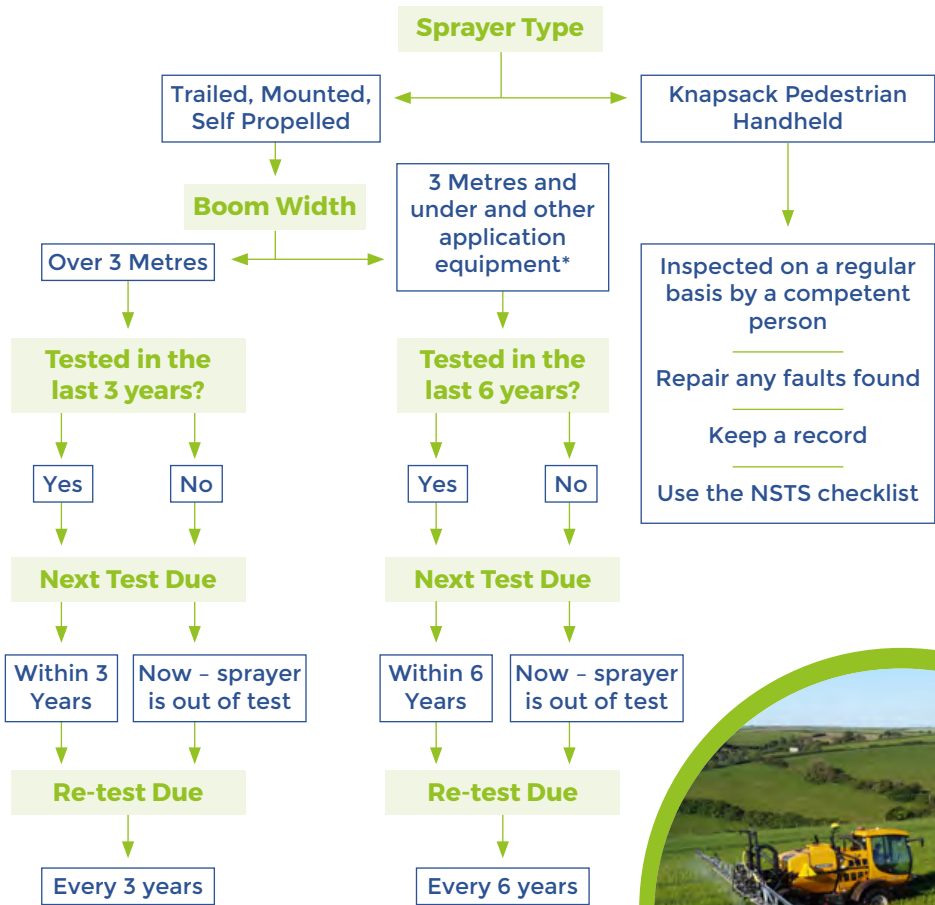 Sprayer Type
Trailed, Mounted,
Self Propelled
Knapsack Pedestrian
Handheld
Boom Width
3 Metres and
under and other
application
equipment*
Over 3 Metres
Inspected on a regular
basis by a competent
person
Repair any faults found
Keep a record
Use the NSTS checklist
Tested in the
last 3 years?
Tested in the
last 6 years?
Yes
No
Yes
No
Next Test Due
Next Test Due
Within 3
Years
Now – sprayer
is out of test
Within 6
Years
Now – sprayer
is out of test
Re-test Due
Re-test Due
Every 3 years
Every 6 years